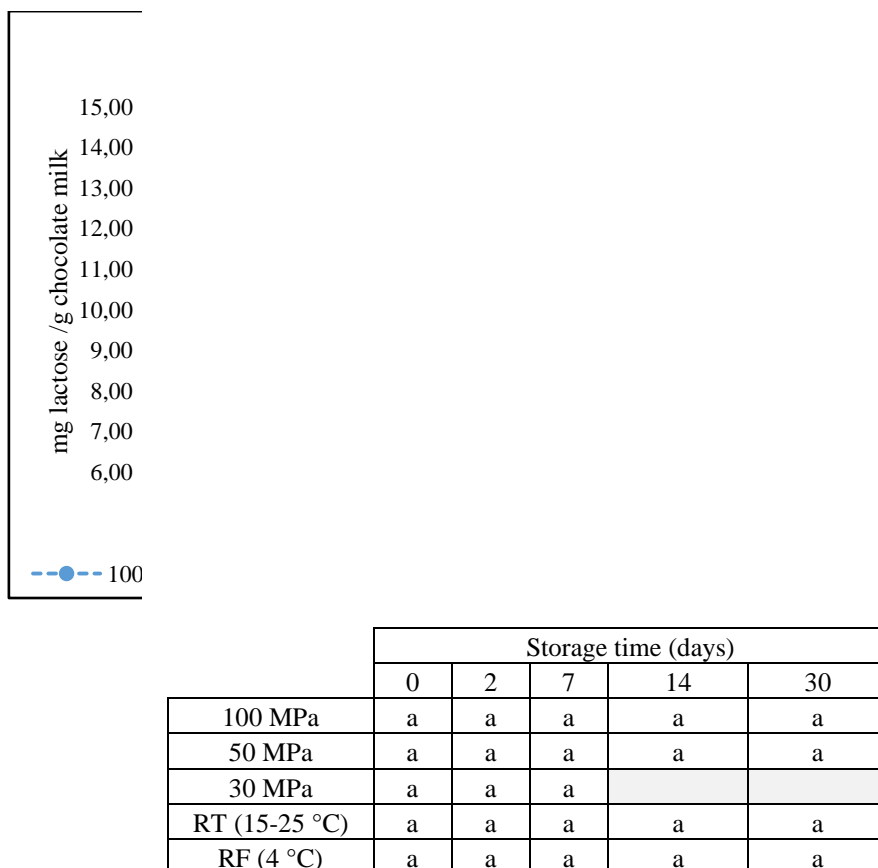 mg lactose /g chocolate milk
15,00
14,00
13,00
12,00
11,00
10,00
9,00
8,00
7,00
6,00
100
Storage time (days)
0 2 7 14 30
100 MPa a a a a a
50 MPa a a a a a
30 MPa a a a
RT (15-25 °C) a a a a a
RF (4 °C) a a a a a